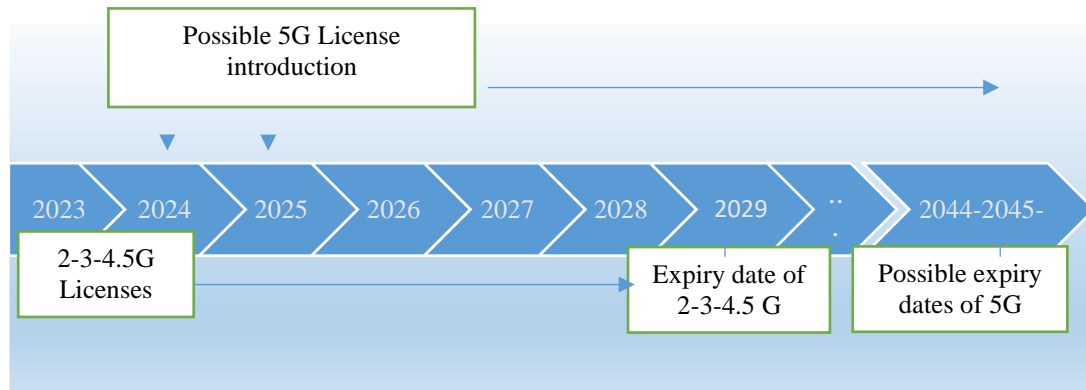 Possible 5G License
introduction
2023
2024
2025
2026
2027
2028
2029
..
.
2044-2045-
2-3-4.5G
Licenses
Expiry date of
2-3-4.5 G
Possible expiry
dates of 5G